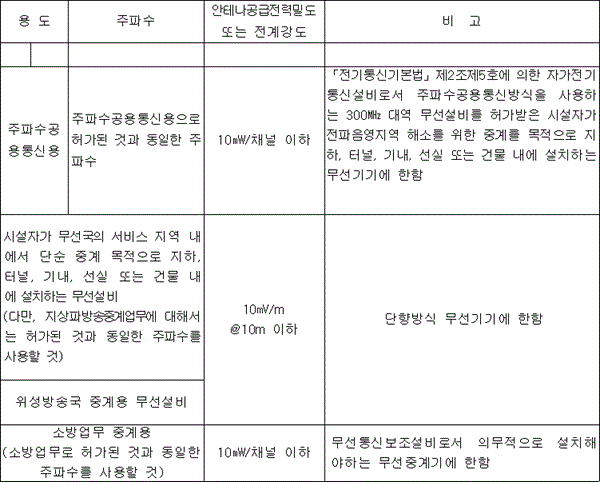 용 도
주파수
안테나공급전력밀도
또는 전계강도
비 고
주파수공
용통신용
주파수공용통신용으로
허가된 것과 동일한 주
파수
10mW/채널 이하
「전기통신기본법」제2조제5호에 의한 자가전기
통신설비로서 주파수공용통신방식을 사용하
는 300MHz 대역 무선설비를 허가받은 시설자가
전파음영지역 해소를 위한 중계를 목적으로 지
하, 터널, 기내, 선실 또는 건물 내에 설치하는
무선기기에 한함
시설자가 무선국의 서비스 지역 내
에서 단순 중계 목적으로 지하,
터널, 기내, 선실 또는 건물 내
에 설치하는 무선설비
(다만, 지상파방송중계업무에 대해서
는 허가된 것과 동일한 주파수를
사용할 것)
10mV/m
@10m 이하
단향방식 무선기기에 한함
위성방송국 중계용 무선설비
소방업무 중계용
(소방업무로 허가된 것과 동일한
주파수를 사용할 것)
10mW/채널 이하
무선통신보조설비로서 의무적으로 설치해
야하는 무선중계기에 한함